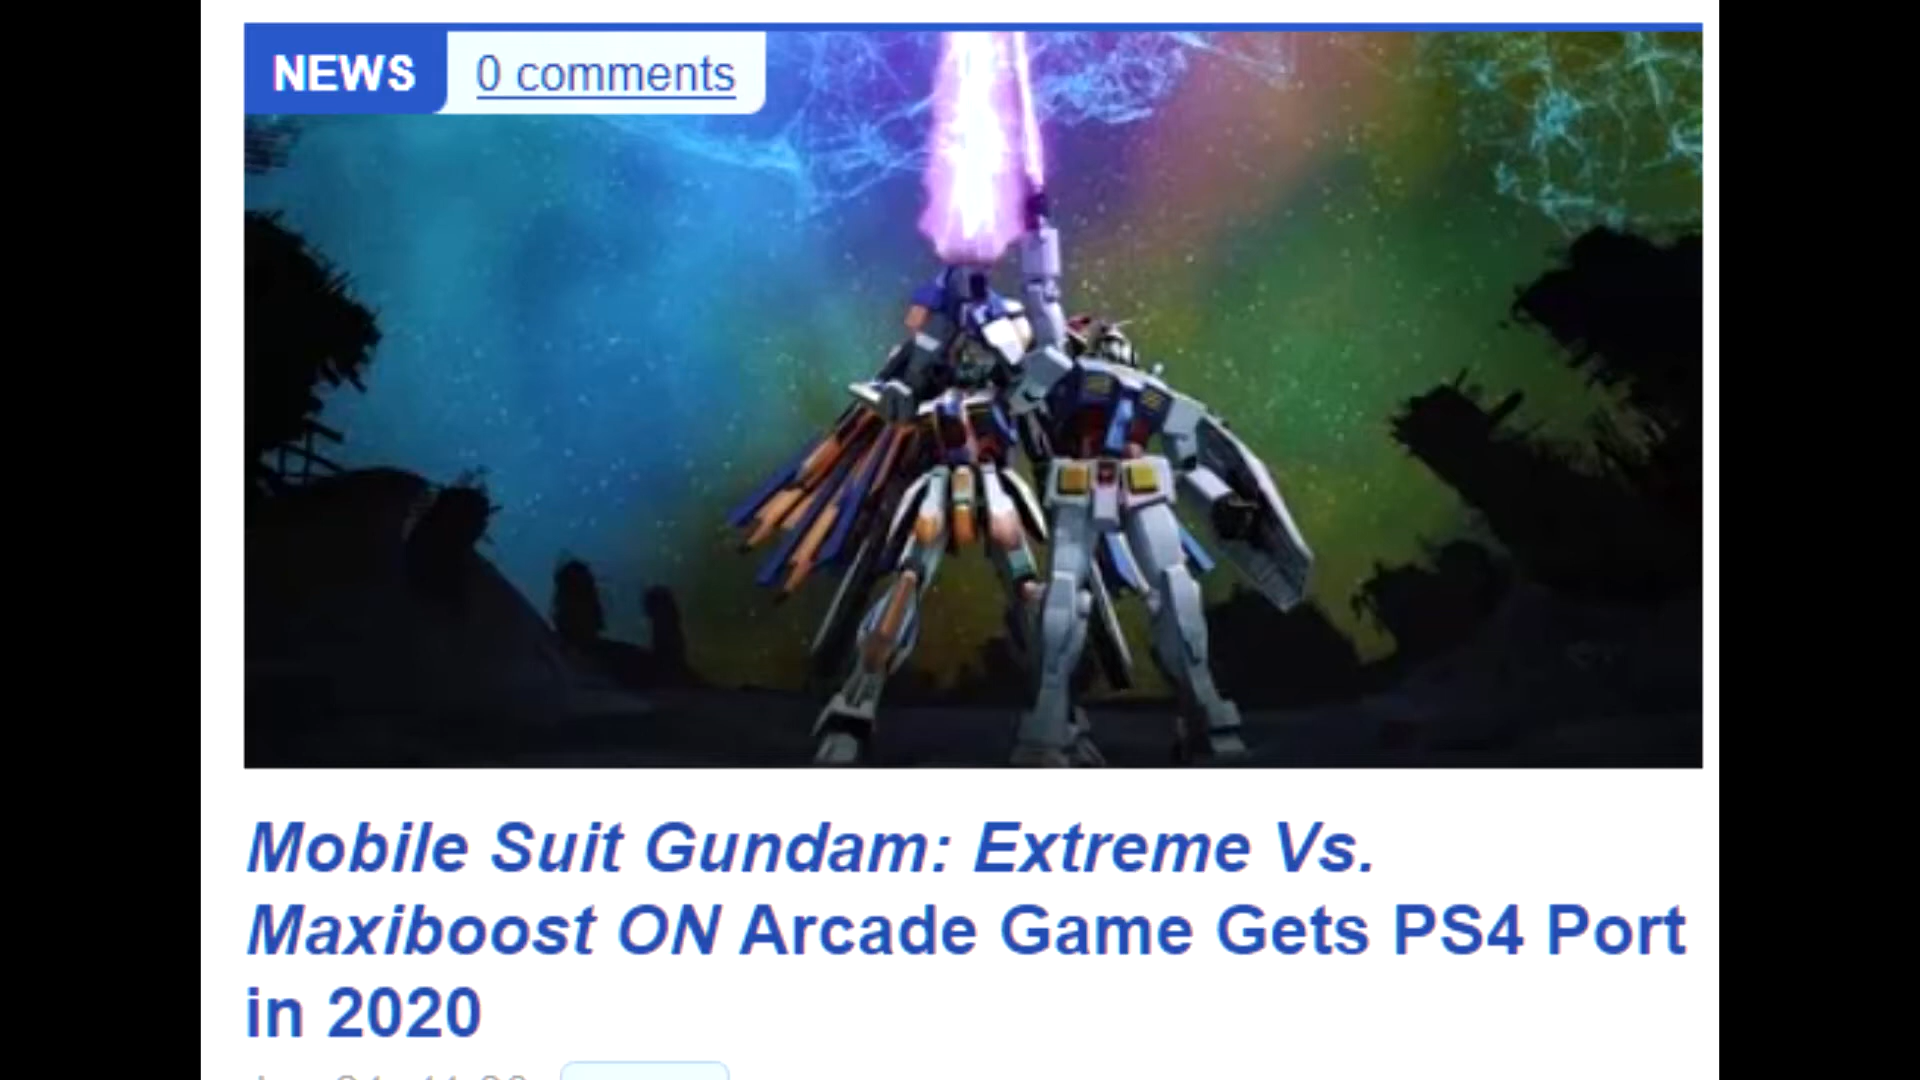 NEWS 0 comments
Mobile Suit Gundam: Extreme Vs.
Maxiboost ON Arcade Game Gets PS4 Port
in 2020